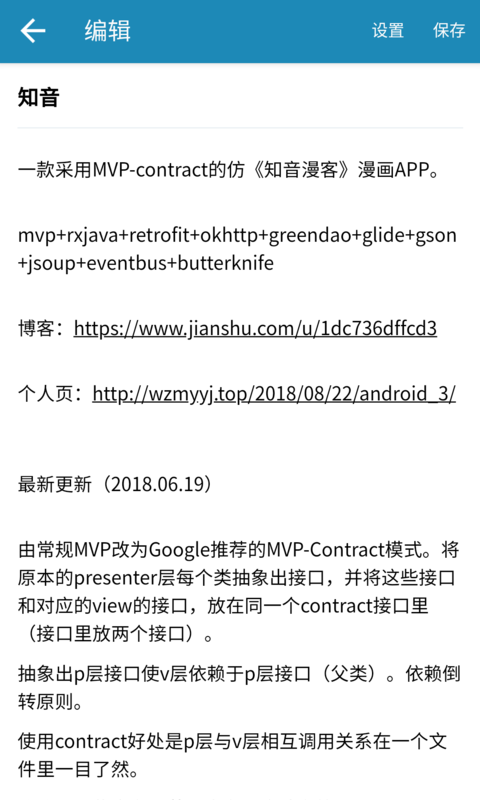 编辑 设置 保存
知音
一款采用MVP-contract的仿《知音漫客》漫画APP。
mvp+rxjava+retrofit+okhttp+greendao+glide+gson
+jsoup+eventbus+butterknife
博客：https://www.jianshu.com/u/1dc736dffcd3
个人页：http://wzmyyj.top/2018/08/22/android_3/
最新更新（2018.06.19）
由常规MVP改为Google推荐的MVP-Contract模式。将
原本的presenter层每个类抽象出接口，并将这些接口
和对应的view的接口，放在同一个contract接口里
（接口里放两个接口）。
抽象出p层接口使v层依赖于p层接口（父类）。依赖倒
转原则。
使用contract好处是p层与v层相互调用关系在一个文
件里一目了然。